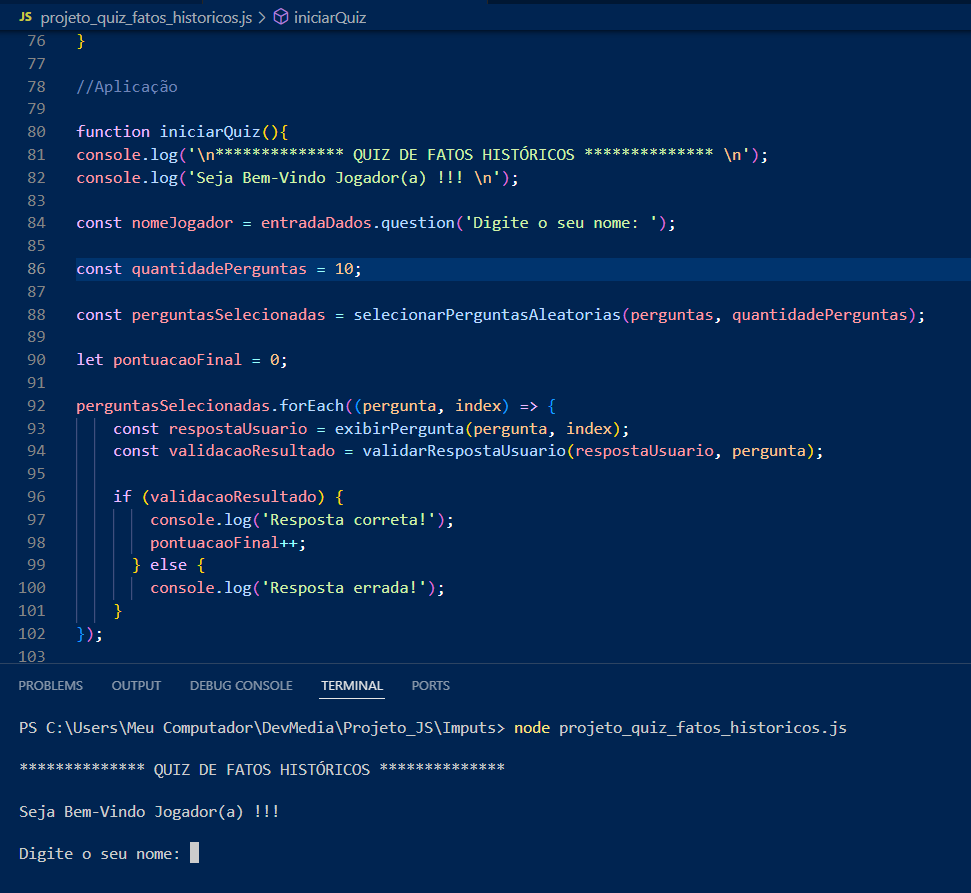 JS projeto_quiz_fatos_historicos.js > iniciarQuiz
76 }
77
78 //Aplicação
79
80 function iniciarQuiz(){
81 console.log('\n************** QUIZ DE FATOS HISTÓRICOS ************** \n');
82 console.log('Seja Bem-Vindo Jogador(a) !!! \n');
83
84 const nomeJogador = entradaDados.question('Digite o seu nome: ');
85
86 const quantidadePerguntas = 10;
87
88 const perguntasSelecionadas = selecionarPerguntasAleatorias(perguntas, quantidadePerguntas);
89
90 let pontuacaoFinal = 0;
91
92 perguntasSelecionadas.forEach((pergunta, index) => {
93     const respostaUsuario = exibirPergunta(pergunta, index);
94     const validacaoResultado = validarRespostaUsuario(respostaUsuario, pergunta);
95
96     if (validacaoResultado) {
97         console.log('Resposta correta!');
98         pontuacaoFinal++;
99       } else {
100         console.log('Resposta errada!');
101     }
102 });
103
PROBLEMS OUTPUT DEBUG CONSOLE TERMINAL PORTS
PS C:\Users\Meu Computador\DevMedia\Projeto_JS\Imputs> node projeto_quiz_fatos_historicos.js
************** QUIZ DE FATOS HISTÓRICOS **************
Seja Bem-Vindo Jogador(a) !!!
Digite o seu nome: